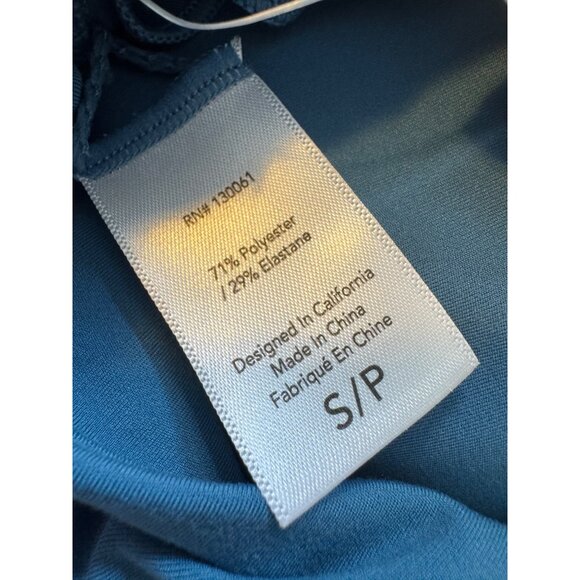 RN# 130061
71% Polyester
/ 29% Elastane
Designed In California
Made In China
Fabriqué En Chine
S/P